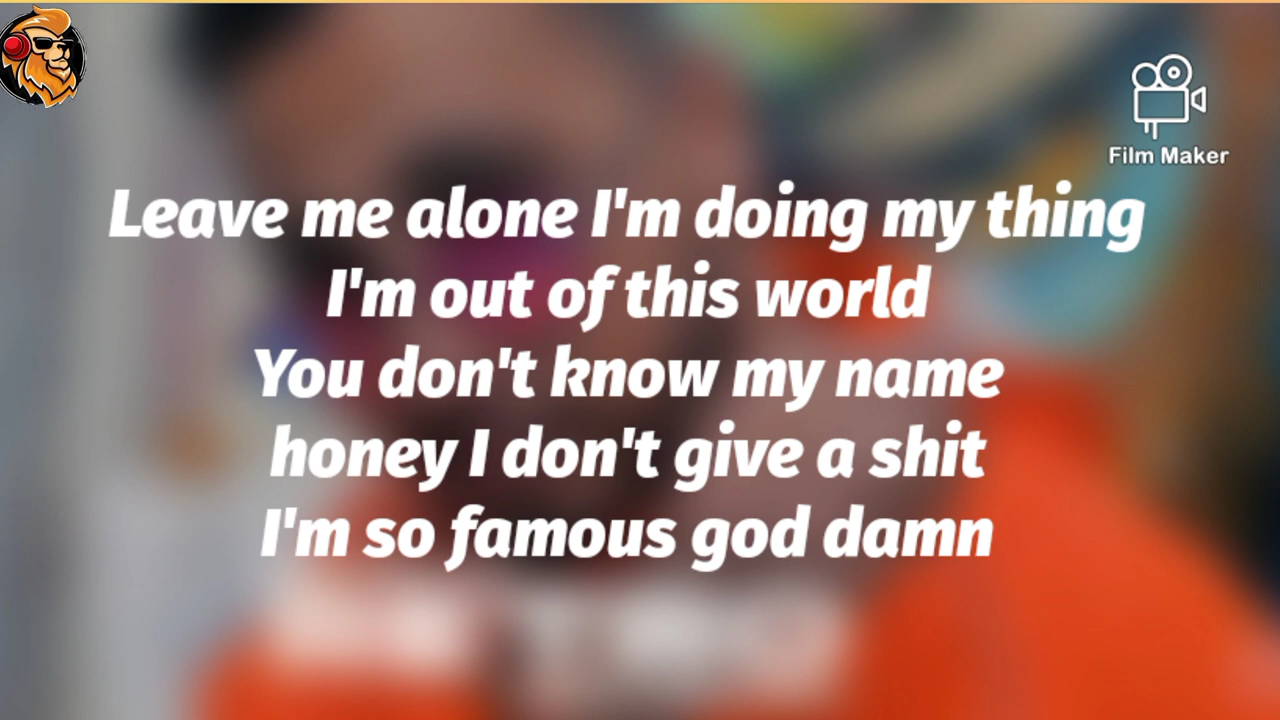 Film Maker
Leave me alone I'm doing my thing
I'm out of this world
You don't know my name
honey I don't give a shit
I'm so famous god damn